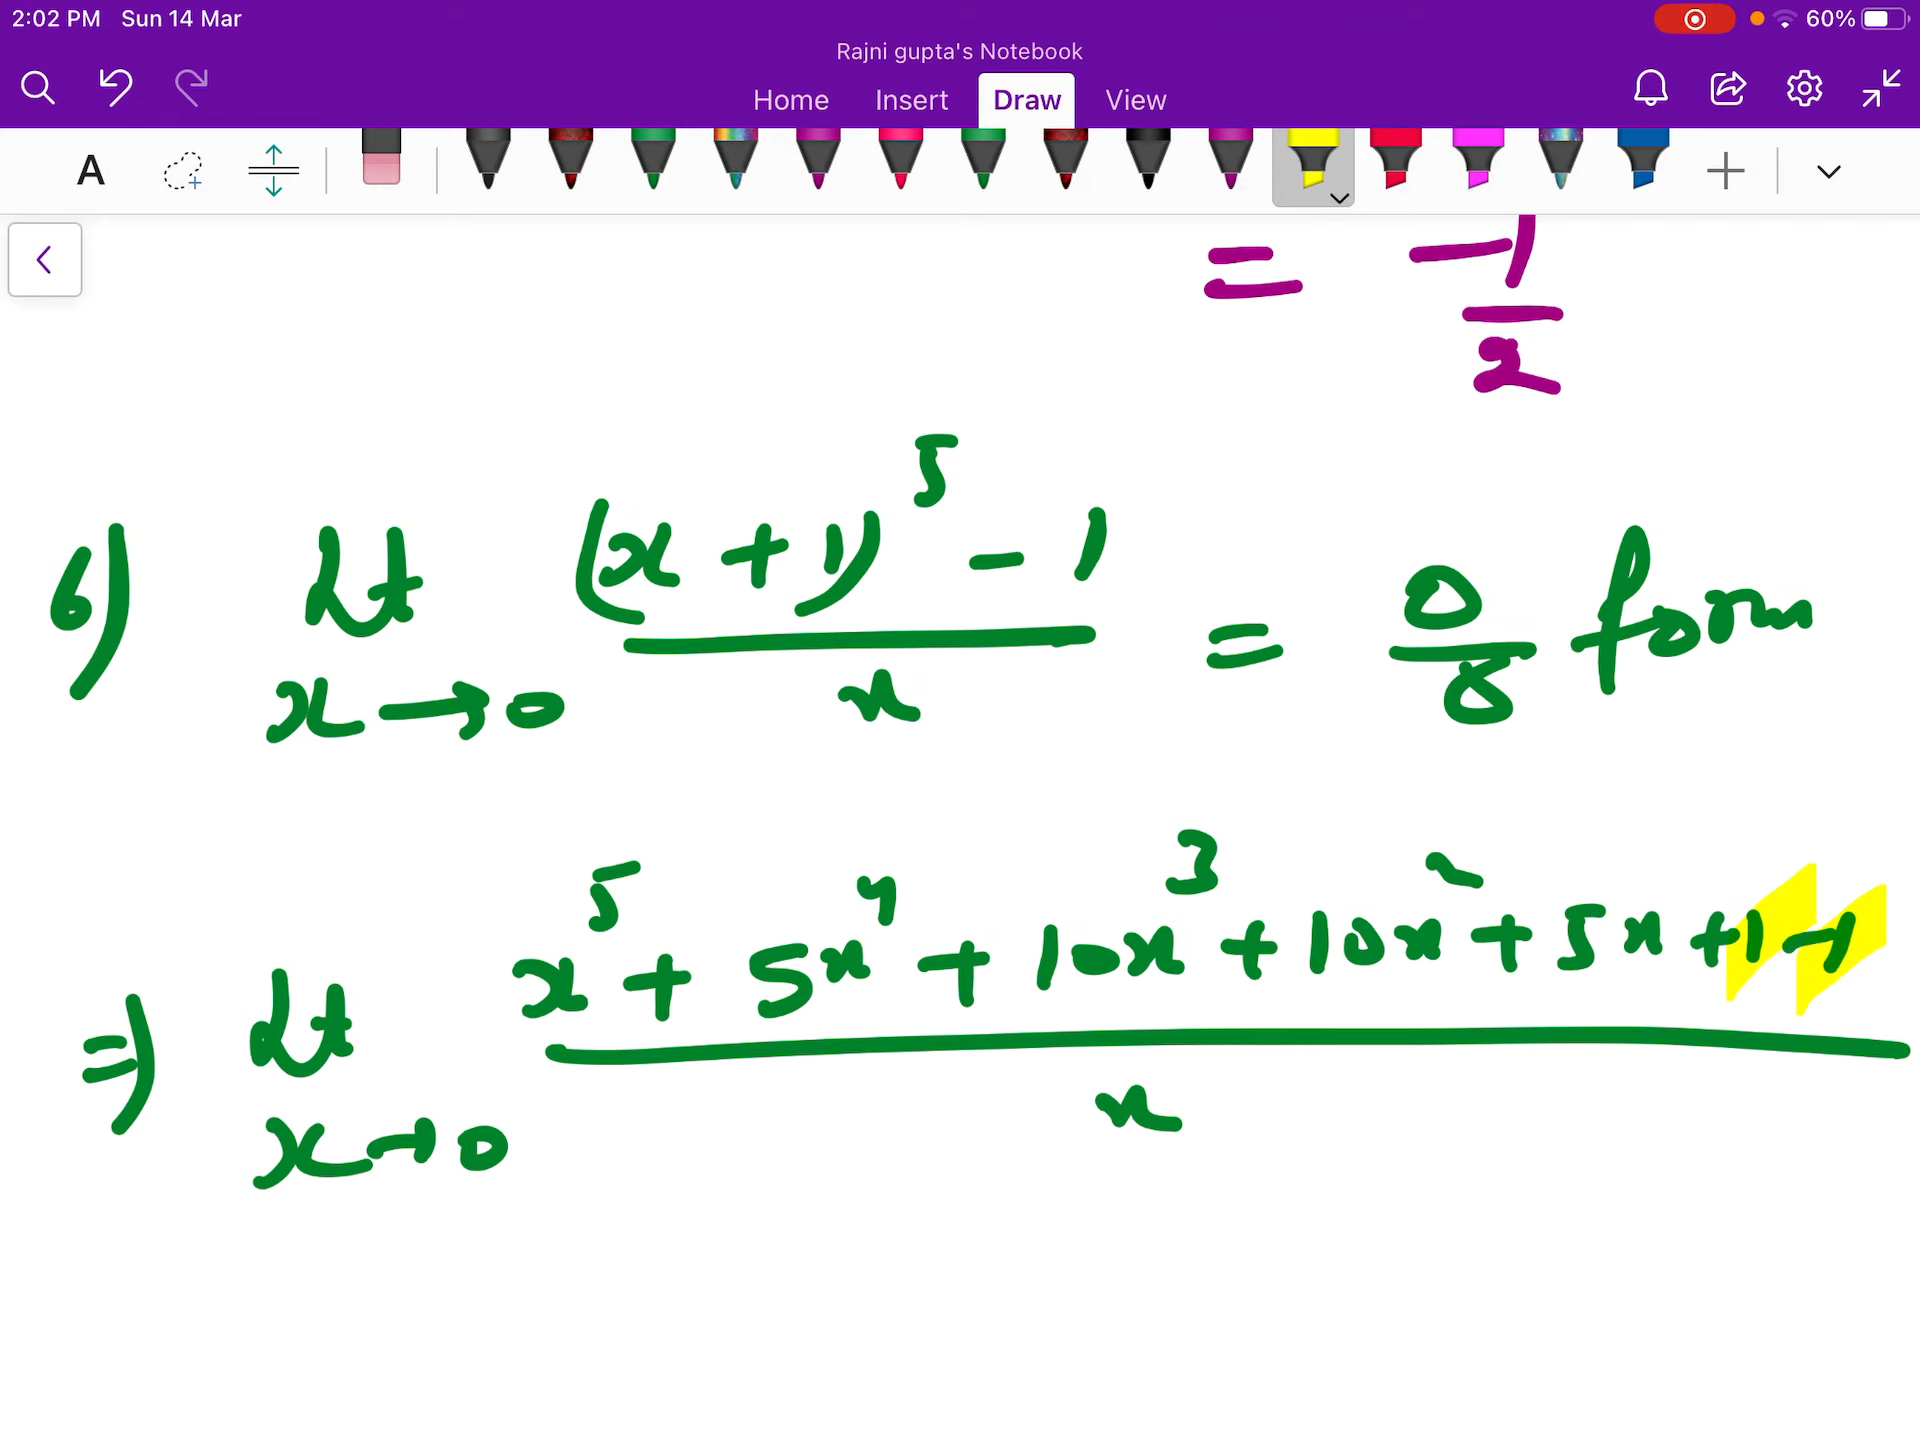 2:02 PM Sun 14 Mar 60%
Rajni gupta's Notebook
Home Insert Draw View
A
= -1/2
6) Lt x→0 ((x + 1)^5 - 1)/x = 0/0 form
⇒) Lt x→0 (x^5 + 5x^4 + 10x^3 + 10x^2 + 5x + 1 - 1)/x